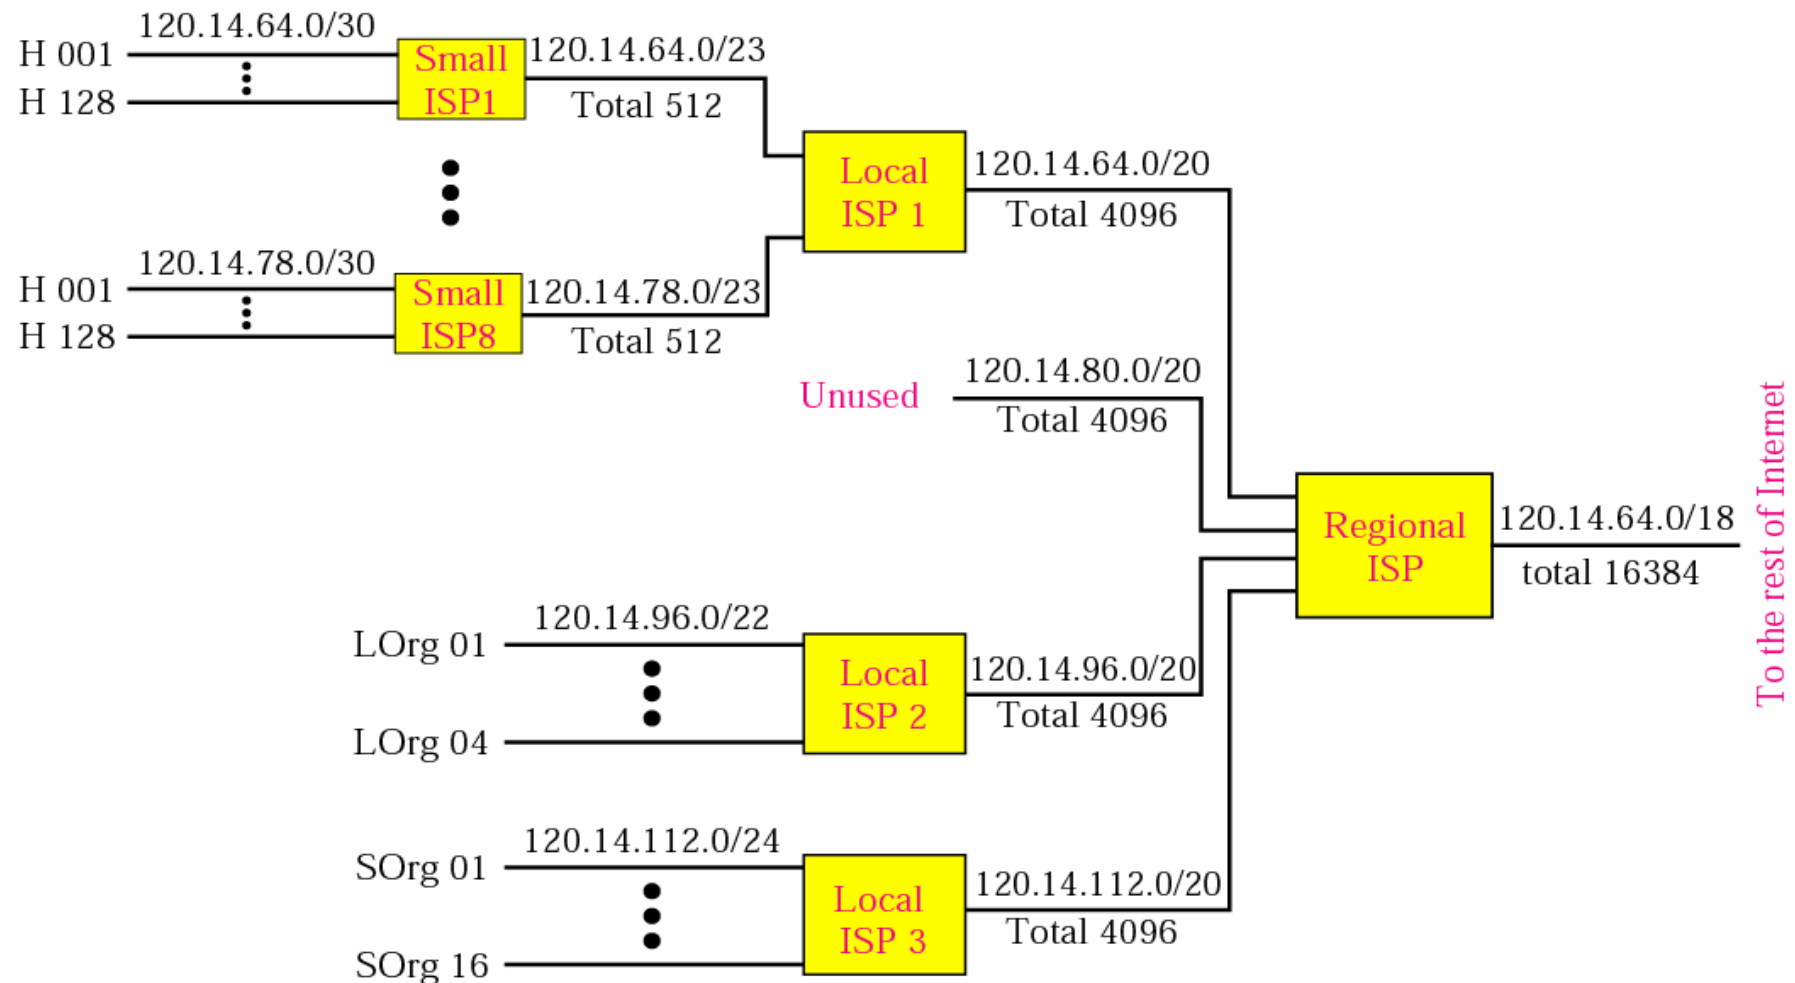 120.14.64.0/30
H 001
H 128
Small
ISP1
120.14.64.0/23
Total 512
120.14.78.0/30
H 001
H 128
Small
ISP8
120.14.78.0/23
Total 512
Local
ISP 1
120.14.64.0/20
Total 4096
Unused
120.14.80.0/20
Total 4096
LOrg 01
120.14.96.0/22
LOrg 04
Local
ISP 2
120.14.96.0/20
Total 4096
SOrg 01
120.14.112.0/24
SOrg 16
Local
ISP 3
120.14.112.0/20
Total 4096
Regional
ISP
120.14.64.0/18
total 16384
To the rest of Internet